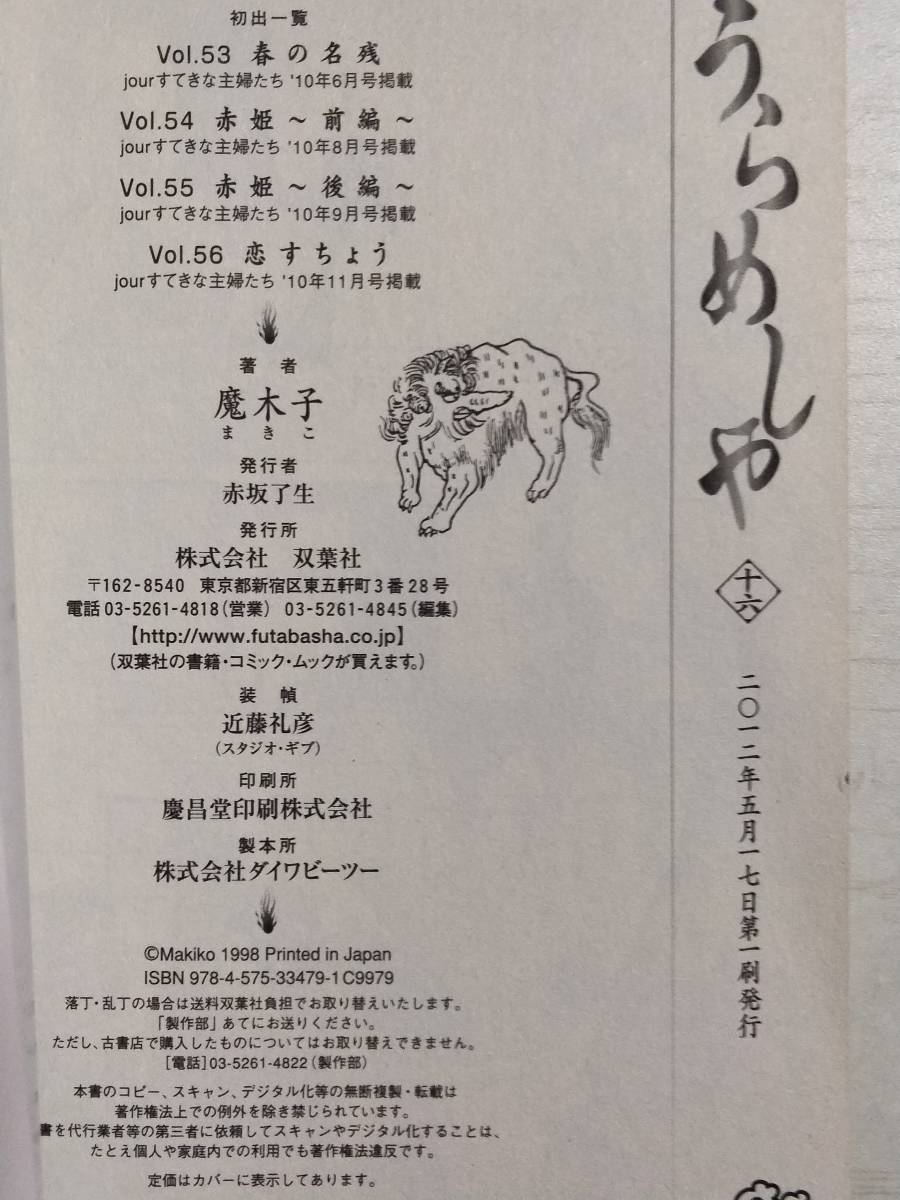 初出一覧
Vol.53 春の名残
jourすてきな主婦たち '10年6月号掲載
Vol.54 赤姫〜前編〜
jourすてきな主婦たち '10年8月号掲載
Vol.55 赤姫〜後編〜
jourすてきな主婦たち '10年9月号掲載
Vol.56 恋すちょう
jourすてきな主婦たち '10年11月号掲載
著者
魔木子
まきこ
発行者
赤坂了生
発行所
株式会社 双葉社
〒162-8540 東京都新宿区東五軒町3番28号
電話03-5261-4818(営業) 03-5261-4845(編集)
【http://www.futabasha.co.jp】
(双葉社の書籍・コミック・ムックが買えます。)
装幀
近藤礼彦
(スタジオ・ギブ)
印刷所
慶昌堂印刷株式会社
製本所
株式会社ダイワビーツー
©Makiko 1998 Printed in Japan
ISBN 978-4-575-33479-1 C9979
落丁・乱丁の場合は送料双葉社負担でお取り替えいたします。
「製作部」あてにお送りください。
ただし、古書店で購入したものについてはお取り替えできません。
[電話]03-5261-4822(製作部)
本書のコピー、スキャン、デジタル化等の無断複製・転載は
著作権法上での例外を除き禁じられています。
書を代行業者等の第三者に依頼してスキャンやデジタル化することは、
たとえ個人や家庭内での利用でも著作権法違反です。
定価はカバーに表示してあります。
うらめしや
十六
二〇一二年五月一七日第一刷発行